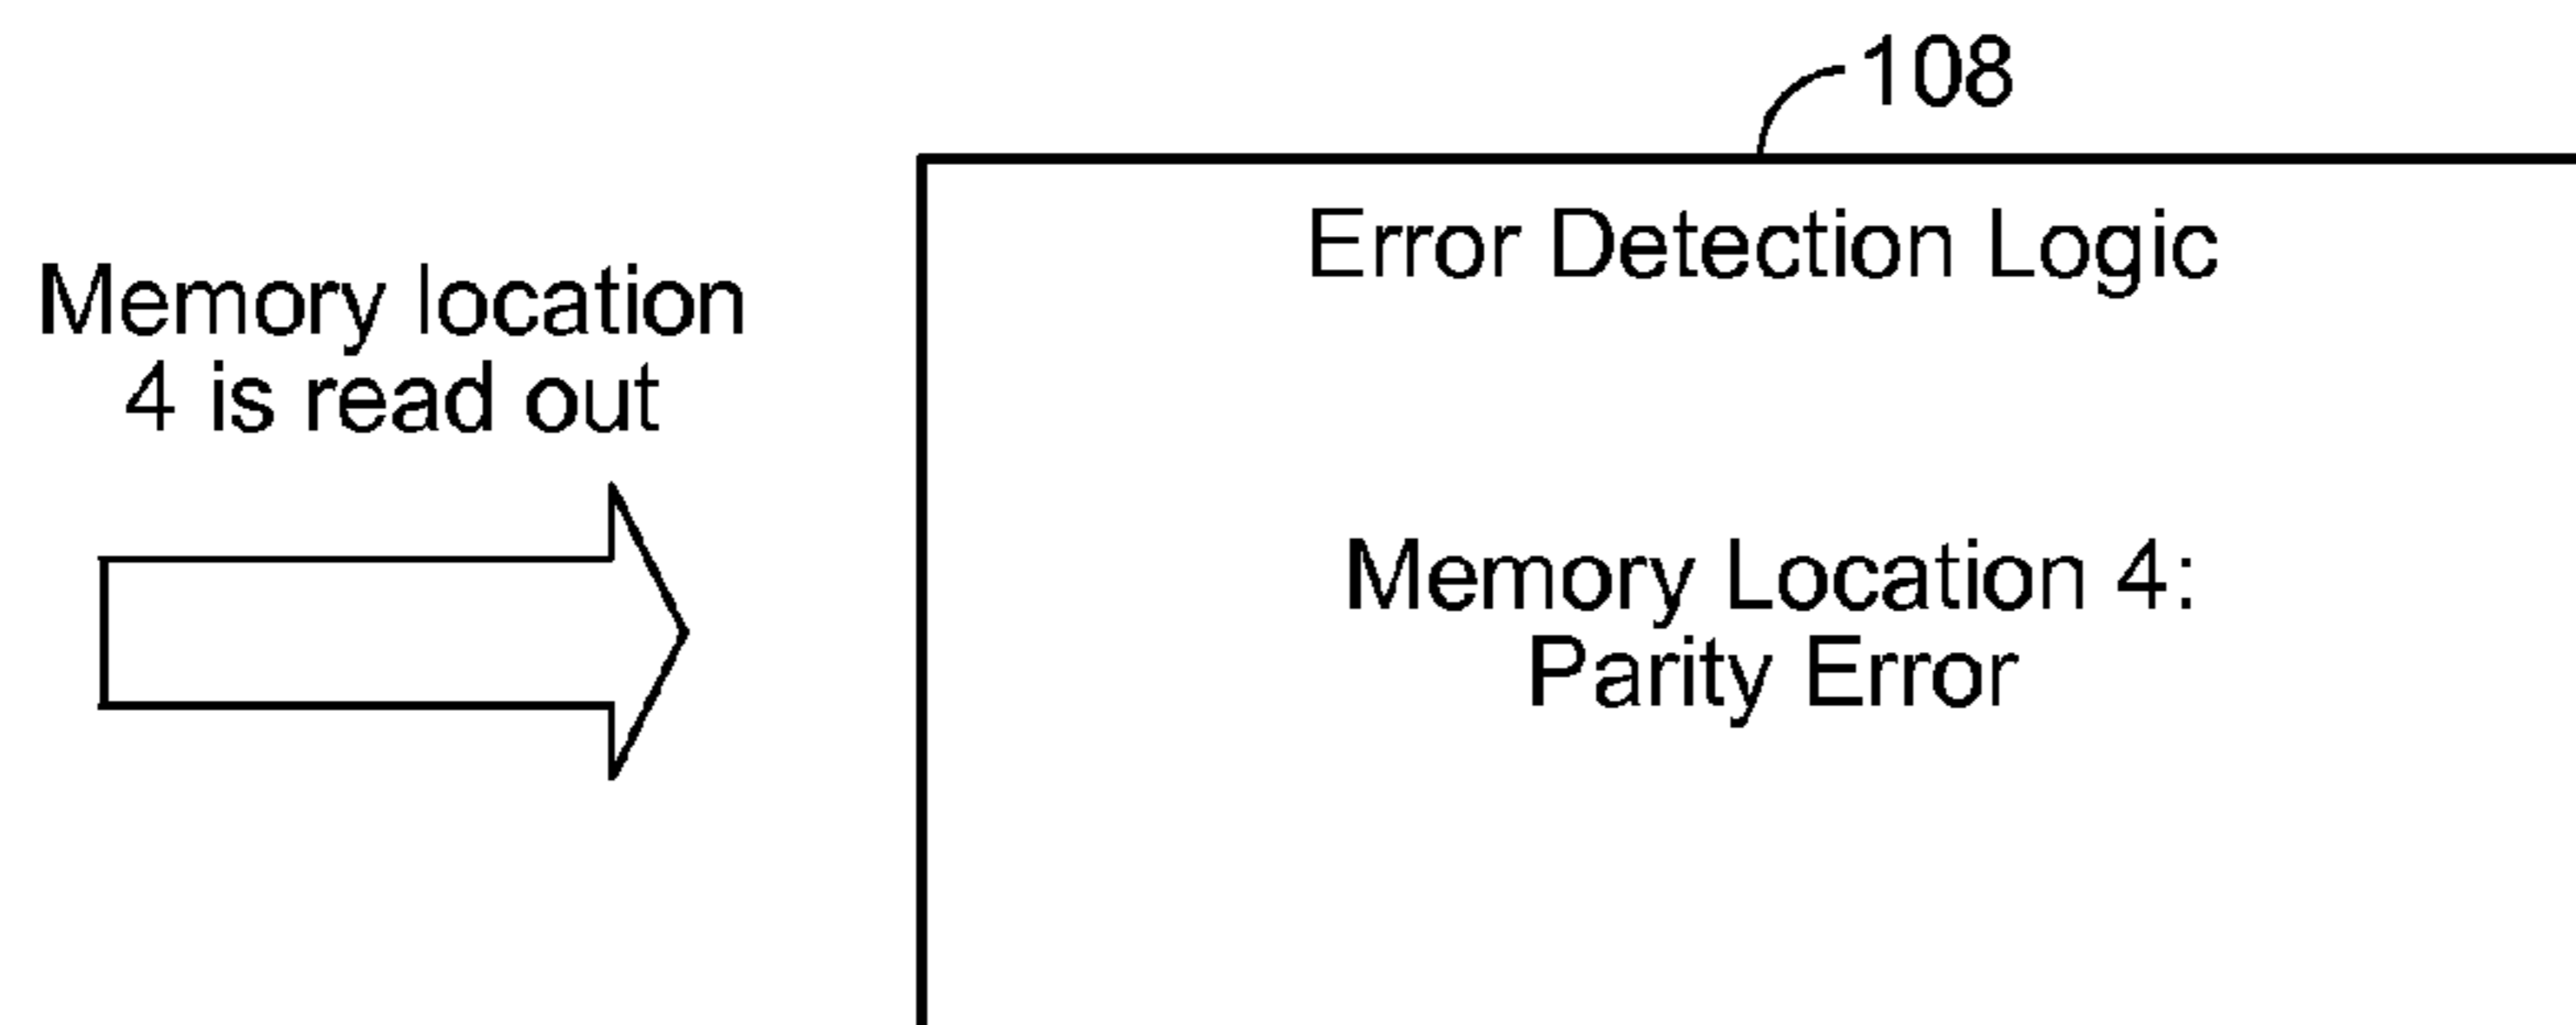 108
Error Detection Logic
Memory location
4 is read out
Memory Location 4:
Parity Error